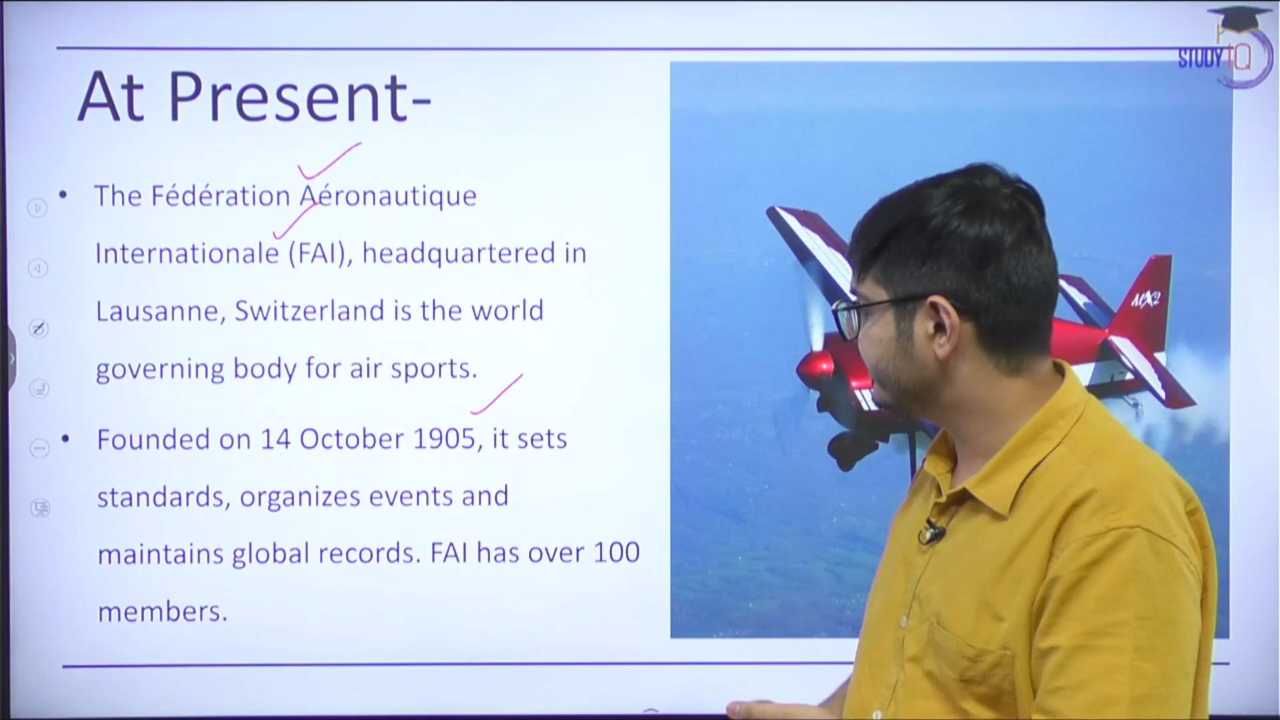 STUDY IQ
At Present-
• The Fédération Aéronautique
Internationale (FAI), headquartered in
Lausanne, Switzerland is the world
governing body for air sports.
• Founded on 14 October 1905, it sets
standards, organizes events and
maintains global records. FAI has over 100
members.
MX2